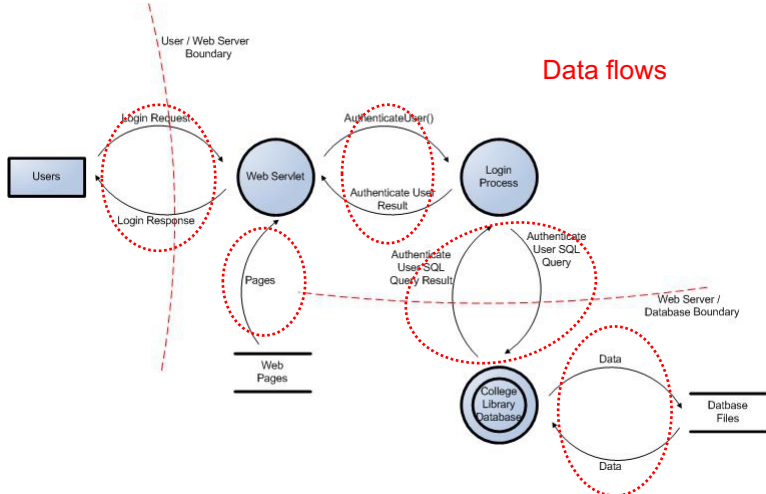 User / Web Server
Boundary
Data flows
Login Request
AuthenticateUser()
Users
Web Servlet
Login
Process
Authenticate User
Result
Login Response
Authenticate
User SQL
Query Result
Authenticate
User SQL
Query
Pages
Web Server /
Database Boundary
Web
Pages
Data
College
Library
Database
Datbase
Files
Data